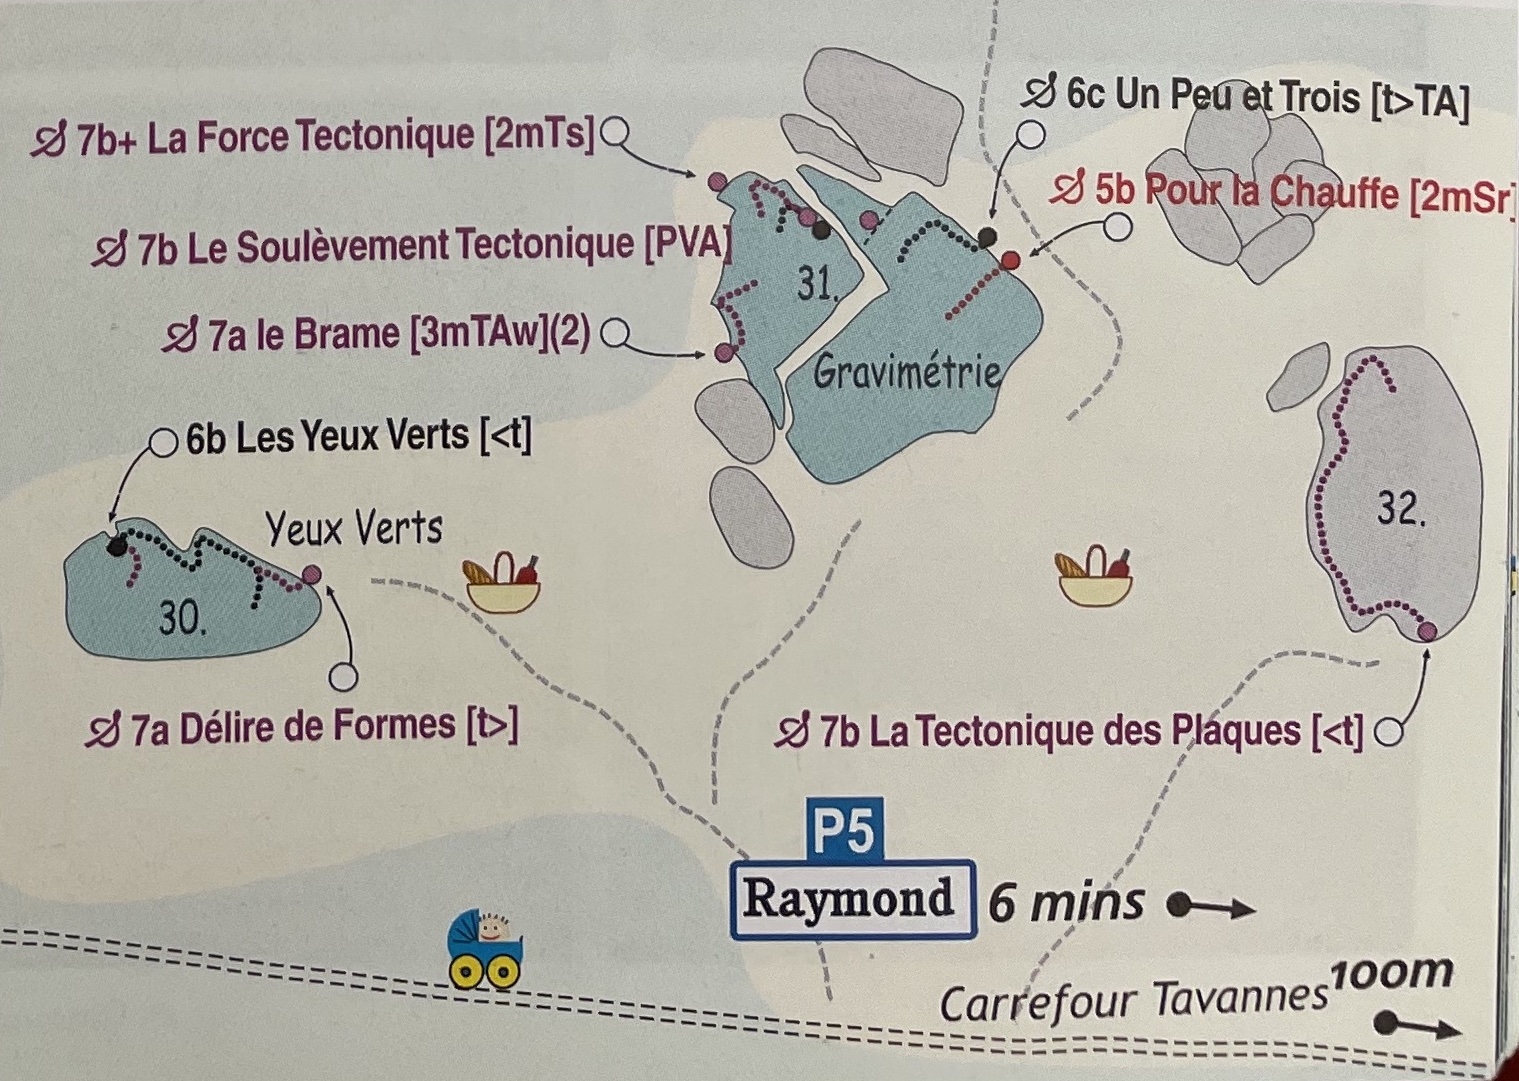 6c Un Peu et Trois [t>TA]
7b+ La Force Tectonique [2mTs]
5b Pour la Chauffe [2mSr]
7b Le Soulèvement Tectonique [PVA]
31.
7a le Brame [3mTAw](2)
Gravimétrie
6b Les Yeux Verts [<t]
Yeux Verts
32.
30.
7a Délire de Formes [t>]
7b La Tectonique des Plaques [<t]
P5
Raymond 6 mins
Carrefour Tavannes 100m